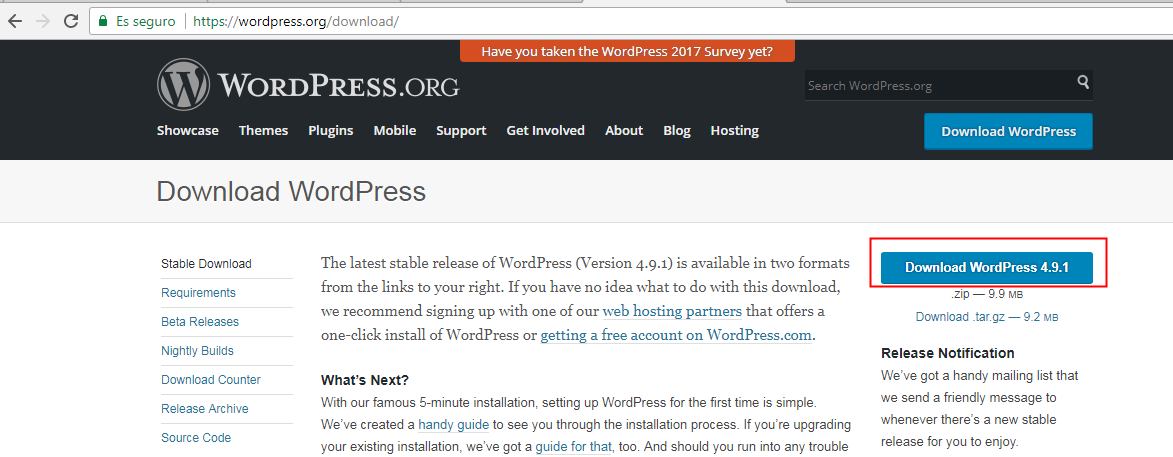 Es seguro | https://wordpress.org/download/
Have you taken the WordPress 2017 Survey yet?
WORDPRESS.ORG
Search WordPress.org
Showcase Themes Plugins Mobile Support Get Involved About Blog Hosting
Download WordPress
Download WordPress
Stable Download
Requirements
Beta Releases
Nightly Builds
Download Counter
Release Archive
Source Code
The latest stable release of WordPress (Version 4.9.1) is available in two formats
from the links to your right. If you have no idea what to do with this download,
we recommend signing up with one of our web hosting partners that offers a
one-click install of WordPress or getting a free account on WordPress.com.
What's Next?
With our famous 5-minute installation, setting up WordPress for the first time is simple.
We've created a handy guide to see you through the installation process. If you're upgrading
your existing installation, we've got a guide for that, too. And should you run into any trouble
Download WordPress 4.9.1
.zip — 9.9 MB
Download .tar.gz — 9.2 MB
Release Notification
We've got a handy mailing list that
we send a friendly message to
whenever there's a new stable
release for you to enjoy.